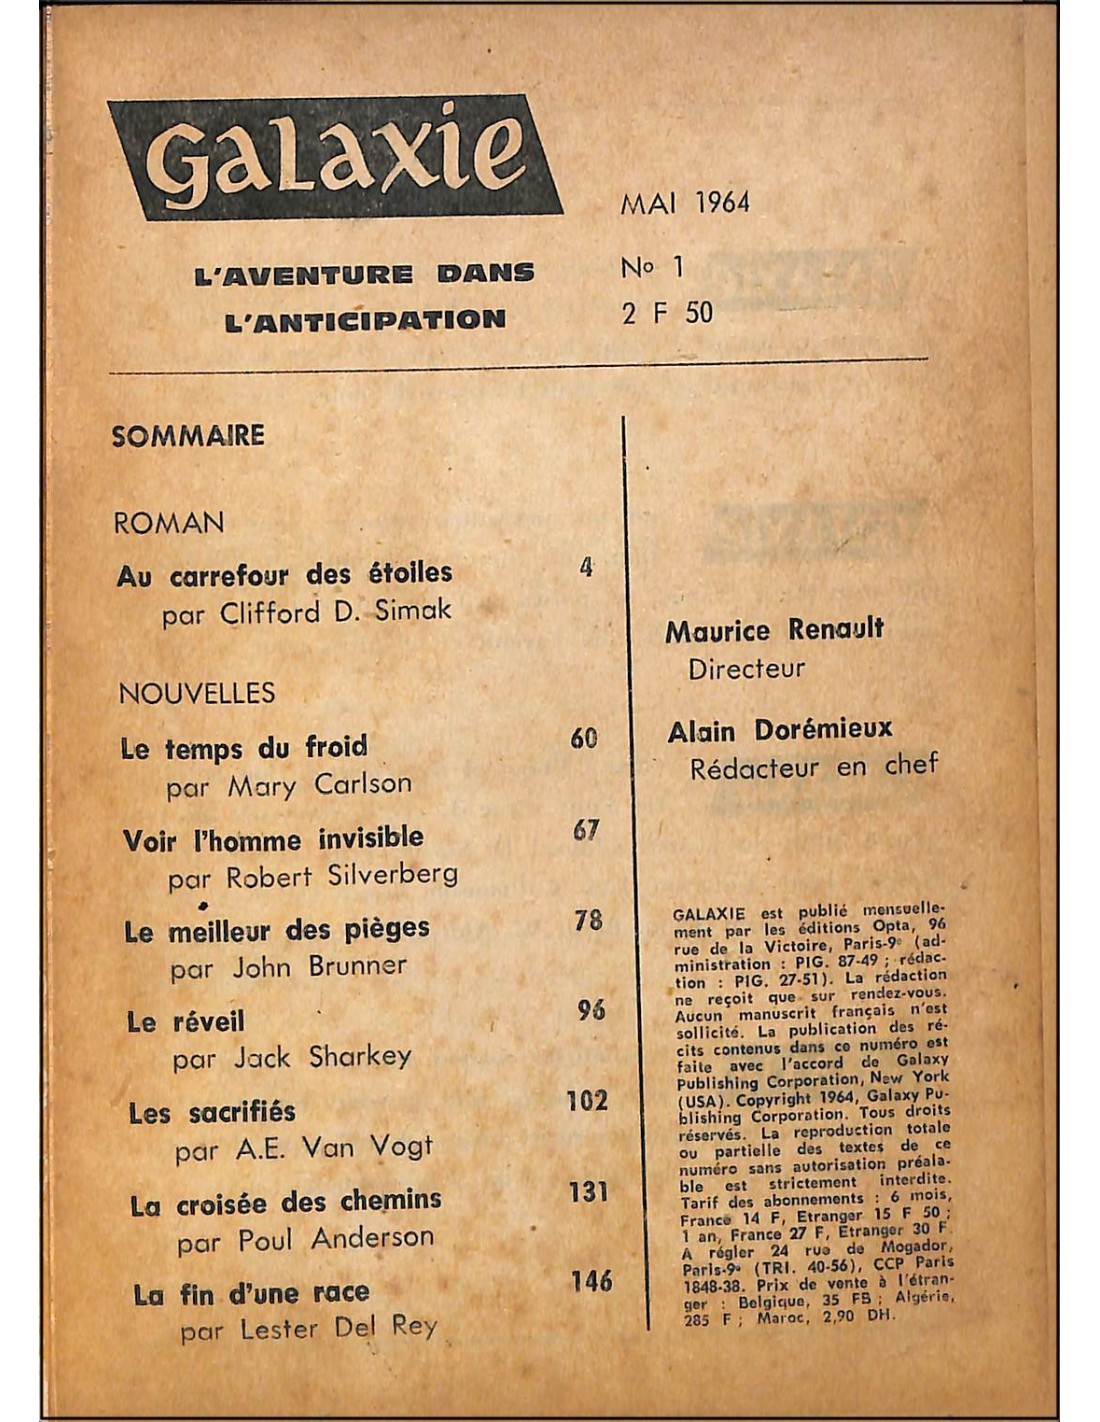 Galaxie
L'AVENTURE DANS
L'ANTICIPATION
MAI 1964
No 1
2 F 50
SOMMAIRE
ROMAN
Au carrefour des étoiles 4
par Clifford D. Simak
NOUVELLES
Le temps du froid 60
par Mary Carlson
Voir l'homme invisible 67
par Robert Silverberg
Le meilleur des pièges 78
par John Brunner
Le réveil 96
par Jack Sharkey
Les sacrifiés 102
par A.E. Van Vogt
La croisée des chemins 131
par Poul Anderson
La fin d'une race 146
par Lester Del Rey
Maurice Renault
Directeur
Alain Dorémieux
Rédacteur en chef
GALAXIE est publié mensuelle-
ment par les éditions Opta, 96
rue de la Victoire, Paris-9e (ad-
ministration : PIG. 87-49 ; rédac-
tion : PIG. 27-51). La rédaction
ne reçoit que sur rendez-vous.
Aucun manuscrit français n'est
sollicité. La publication des ré-
cits contenus dans ce numéro est
faite avec l'accord de Galaxy
Publishing Corporation, New York
(USA). Copyright 1964, Galaxy Pu-
blishing Corporation. Tous droits
réservés. La reproduction totale
ou partielle des textes de ce
numéro sans autorisation préala-
ble est strictement interdite.
Tarif des abonnements : 6 mois,
France 14 F, Etranger 15 F 50 ;
1 an, France 27 F, Etranger 30 F.
A régler 24 rue de Mogador,
Paris-9e (TRI. 40-56), CCP Paris
1848-38. Prix de vente à l'étran-
ger : Belgique, 35 FB ; Algérie,
285 F ; Maroc, 2,90 DH.